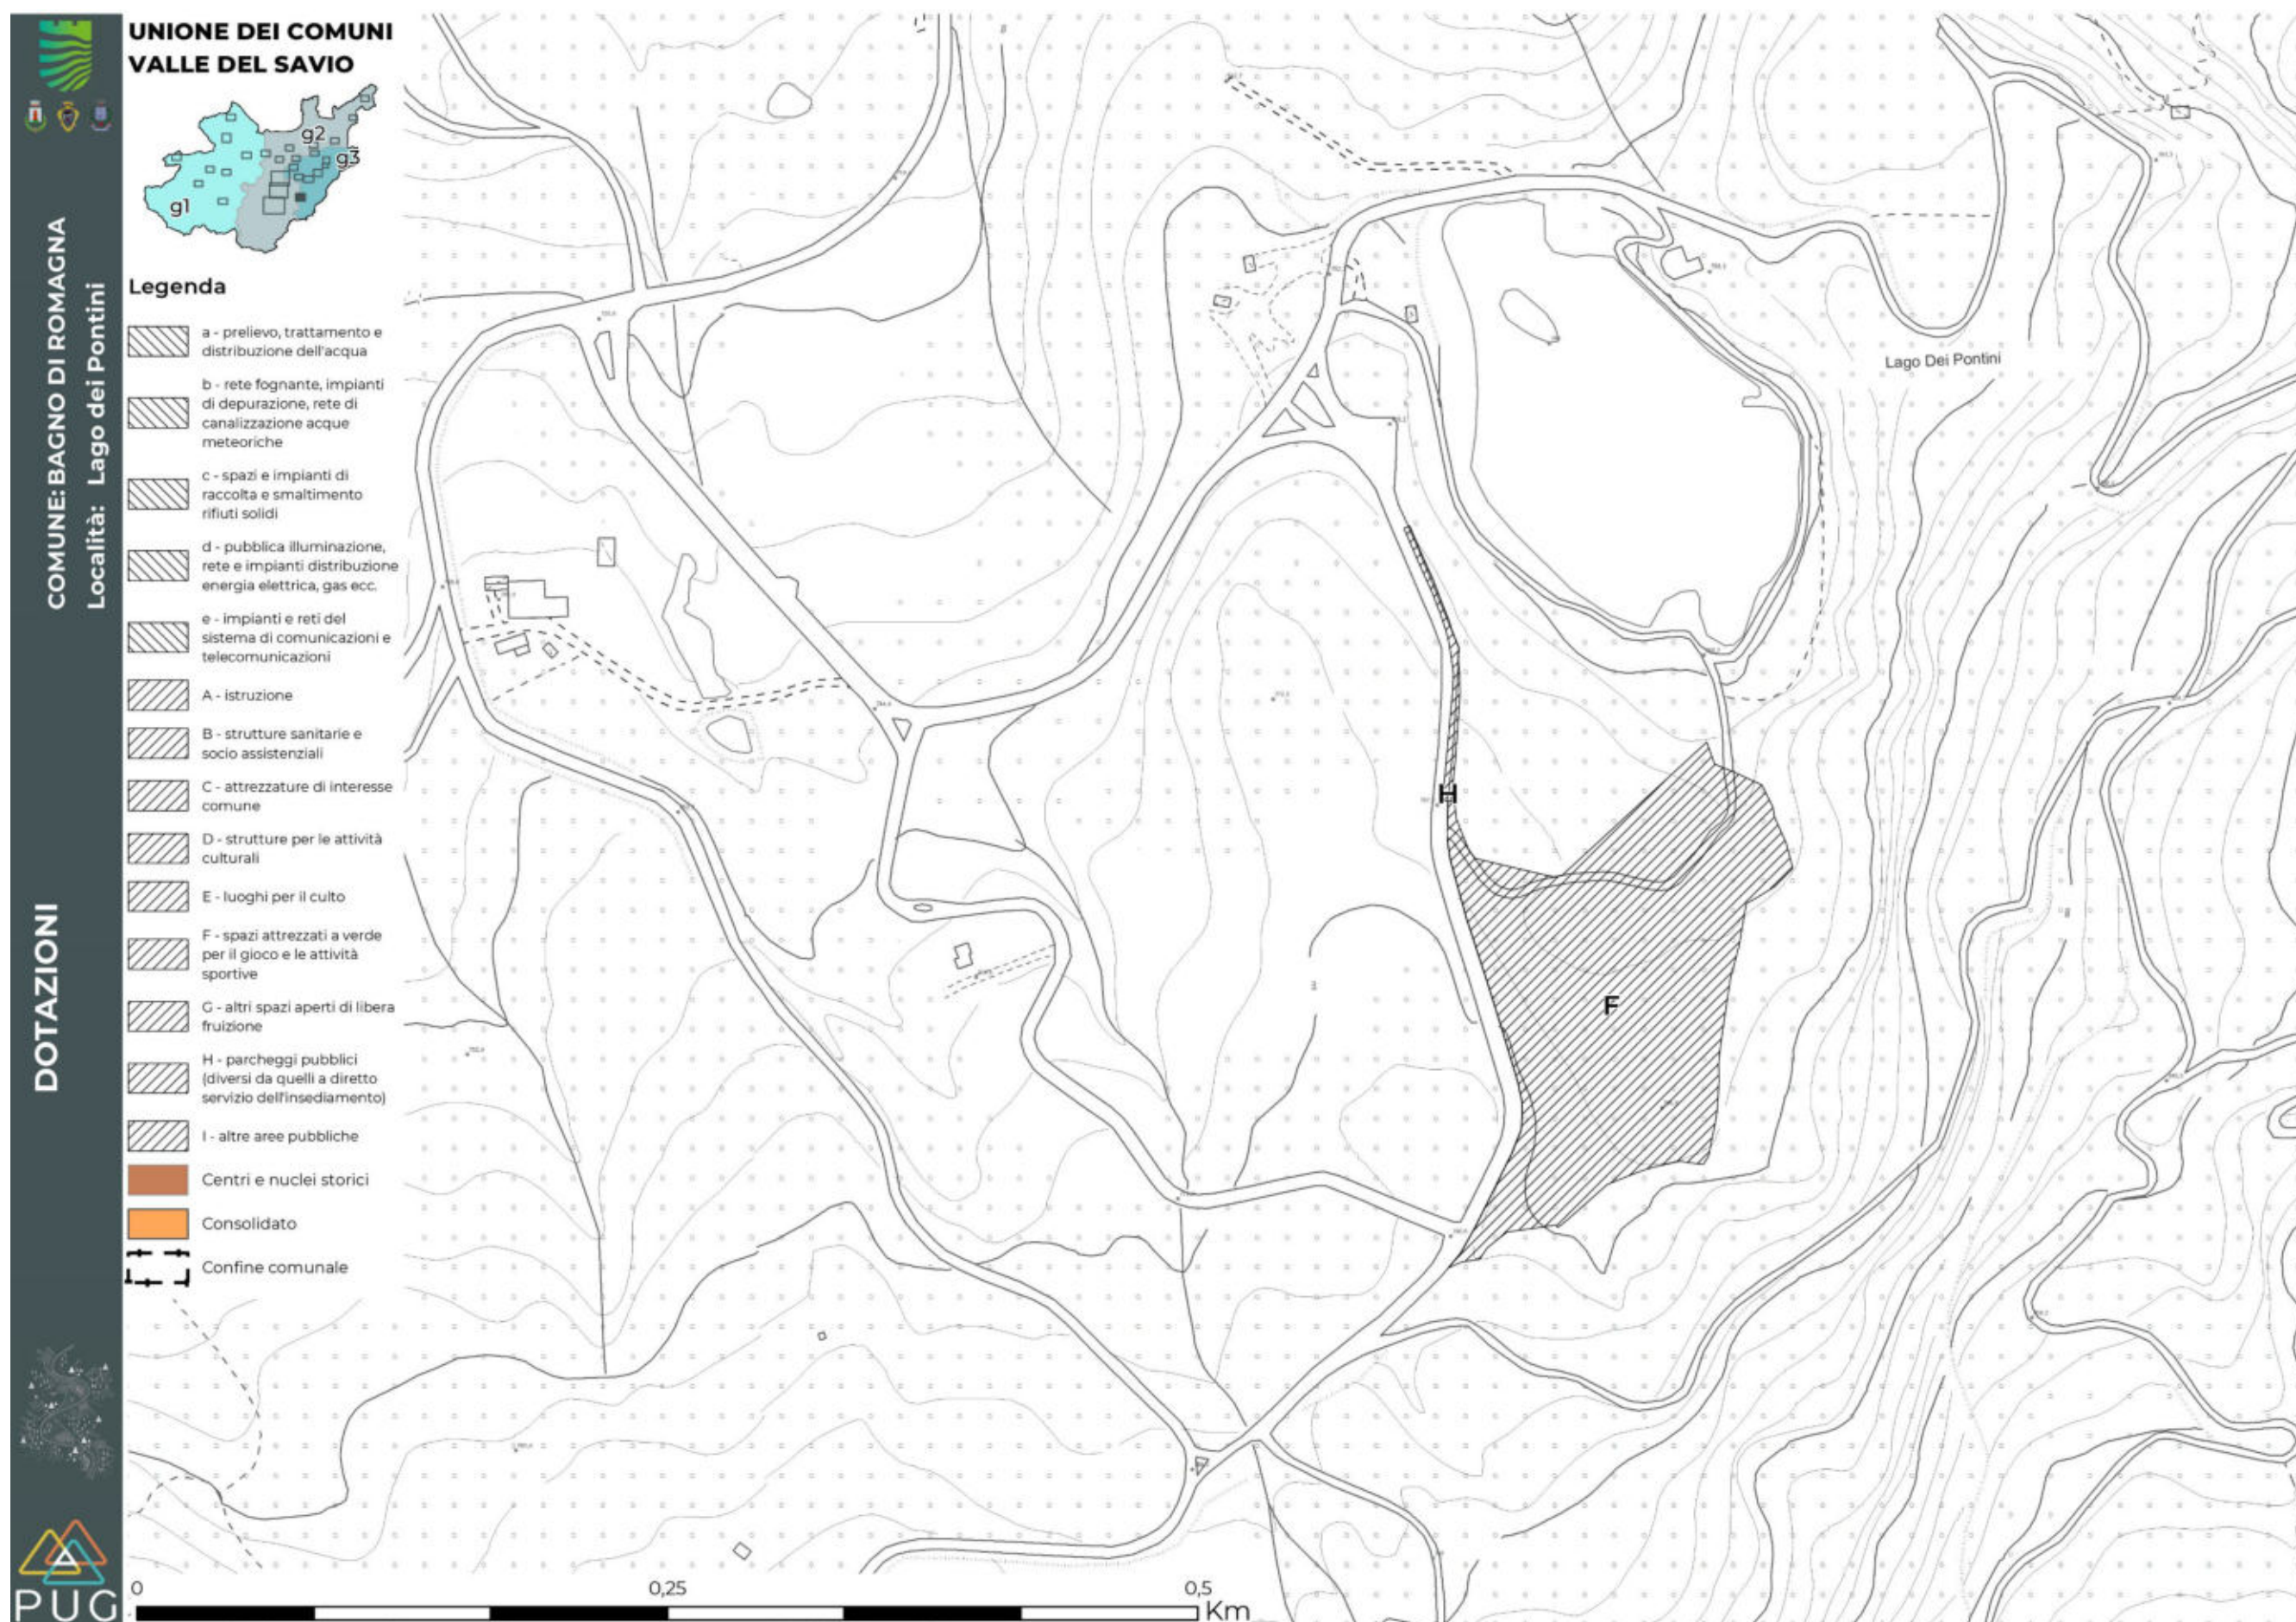 UNIONE DEI COMUNI
VALLE DEL SAVIO
g1
g2
g3
COMUNE: BAGNO DI ROMAGNA
Località: Lago dei Pontini
DOTAZIONI
Legenda
a - prelievo, trattamento e
distribuzione dell'acqua
b - rete fognante, impianti
di depurazione, rete di
canalizzazione acque
meteoriche
c - spazi e impianti di
raccolta e smaltimento
rifiuti solidi
d - pubblica illuminazione,
rete e impianti distribuzione
energia elettrica, gas ecc.
e - impianti e reti del
sistema di comunicazioni e
telecomunicazioni
A - istruzione
B - strutture sanitarie e
socio assistenziali
C - attrezzature di interesse
comune
D - strutture per le attività
culturali
E - luoghi per il culto
F - spazi attrezzati a verde
per il gioco e le attività
sportive
G - altri spazi aperti di libera
fruizione
H - parcheggi pubblici
(diversi da quelli a diretto
servizio dell'insediamento)
I - altre aree pubbliche
Centri e nuclei storici
Consolidato
Confine comunale
Lago Dei Pontini
H
F
PUG
0 0,25 0,5
Km